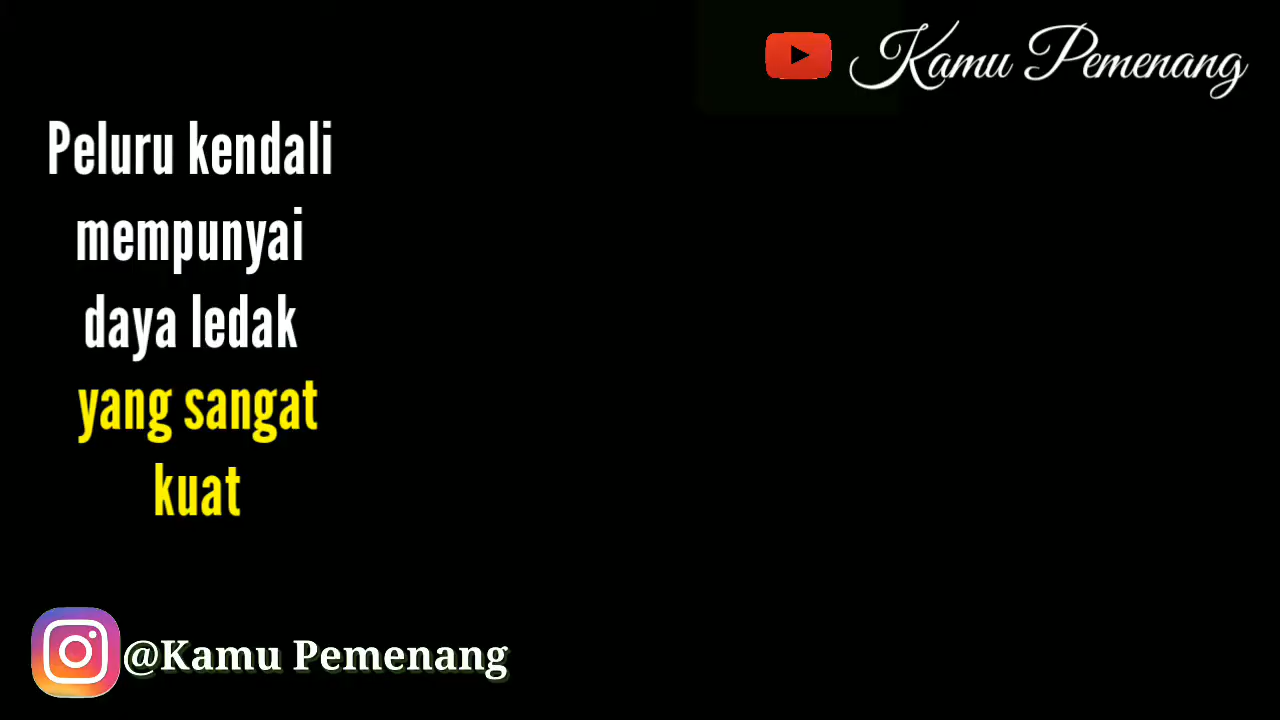 Kamu Pemenang
Peluru kendali
mempunyai
daya ledak
yang sangat
kuat
@Kamu Pemenang